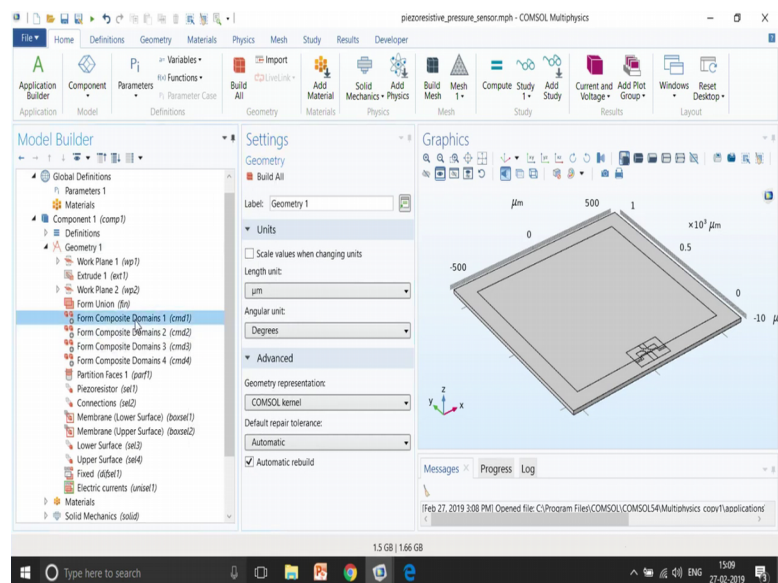 piezoresistive_pressure_sensor.mph - COMSOL Multiphysics
File Home Definitions Geometry Materials Physics Mesh Study Results Developer
Application Builder
Component
Pi
Parameters
a= Variables
f(x) Functions
Pi Parameter Case
Build All
Import
LiveLink
Add Material
Solid Mechanics
Add Physics
Build Mesh
Mesh 1
Compute
Study 1
Add Study
Current and Voltage
Add Plot Group
Windows
Reset Desktop
Application Model Definitions Geometry Materials Physics Mesh Study Results Layout
Model Builder
Global Definitions
Pi Parameters 1
Materials
Component 1 (comp1)
Definitions
Geometry 1
Work Plane 1 (wp1)
Extrude 1 (ext1)
Work Plane 2 (wp2)
Form Union (fin)
Form Composite Domains 1 (cmd1)
Form Composite Domains 2 (cmd2)
Form Composite Domains 3 (cmd3)
Form Composite Domains 4 (cmd4)
Partition Faces 1 (parf1)
Piezoresistor (sel1)
Connections (sel2)
Membrane (Lower Surface) (boxsel1)
Membrane (Upper Surface) (boxsel2)
Lower Surface (sel3)
Upper Surface (sel4)
Fixed (difsel1)
Electric currents (unisel1)
Materials
Solid Mechanics (solid)
Settings
Geometry
Build All
Label: Geometry 1
Units
Scale values when changing units
Length unit:
µm
Angular unit:
Degrees
Advanced
Geometry representation:
COMSOL kernel
Default repair tolerance:
Automatic
Automatic rebuild
Graphics
µm 500 1
0 ×10³ µm
-500 0.5
0
-10 µ
z
y x
Messages Progress Log
[Feb 27, 2019 3:08 PM] Opened file: C:\Program Files\COMSOL\COMSOL54\Multiphysics_copy1\applications
1.5 GB | 1.66 GB
Type here to search
ENG
15:09
27-02-2019